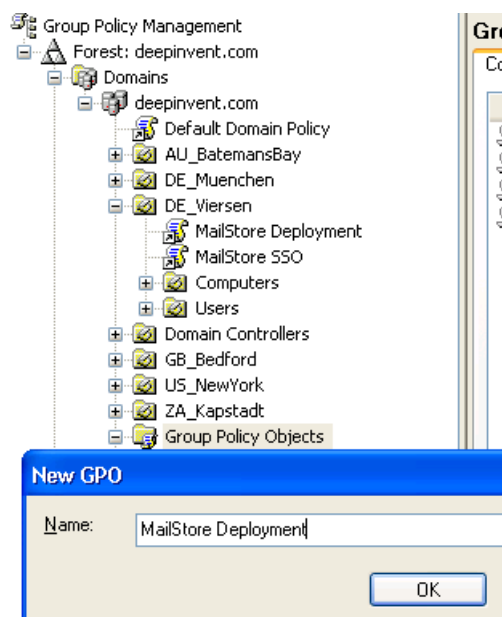 Group Policy Management
Forest: deepinvent.com
Domains
deepinvent.com
Default Domain Policy
AU_BatemansBay
DE_Muenchen
DE_Viersen
MailStore Deployment
MailStore SSO
Computers
Users
Domain Controllers
GB_Bedford
US_NewYork
ZA_Kapstadt
Group Policy Objects
New GPO
Name: MailStore Deployment
OK